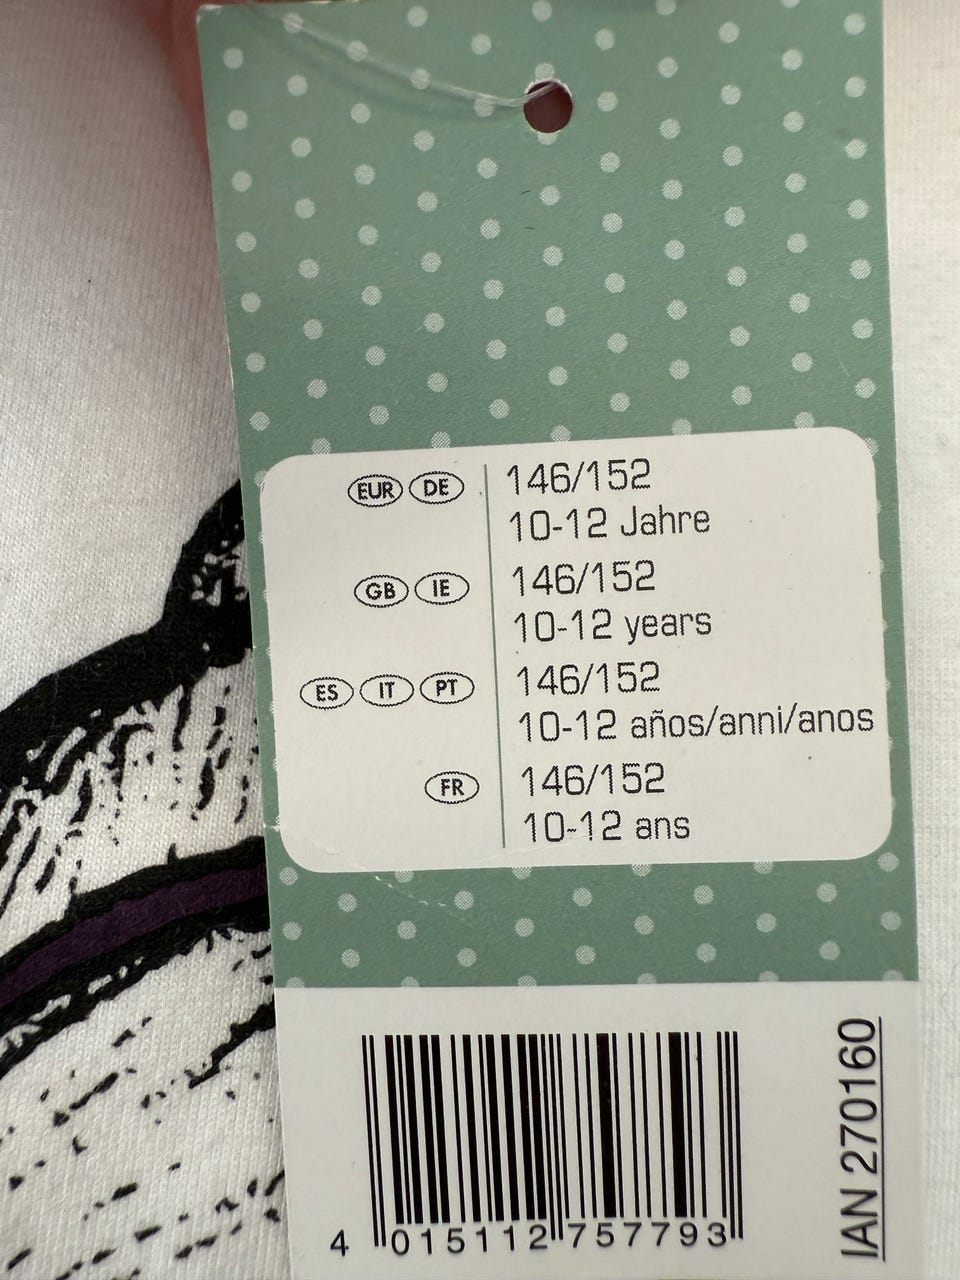 EUR DE 146/152
10-12 Jahre
GB IE 146/152
10-12 years
ES IT PT 146/152
10-12 años/anni/anos
FR 146/152
10-12 ans
IAN 270160
4 015112 757793